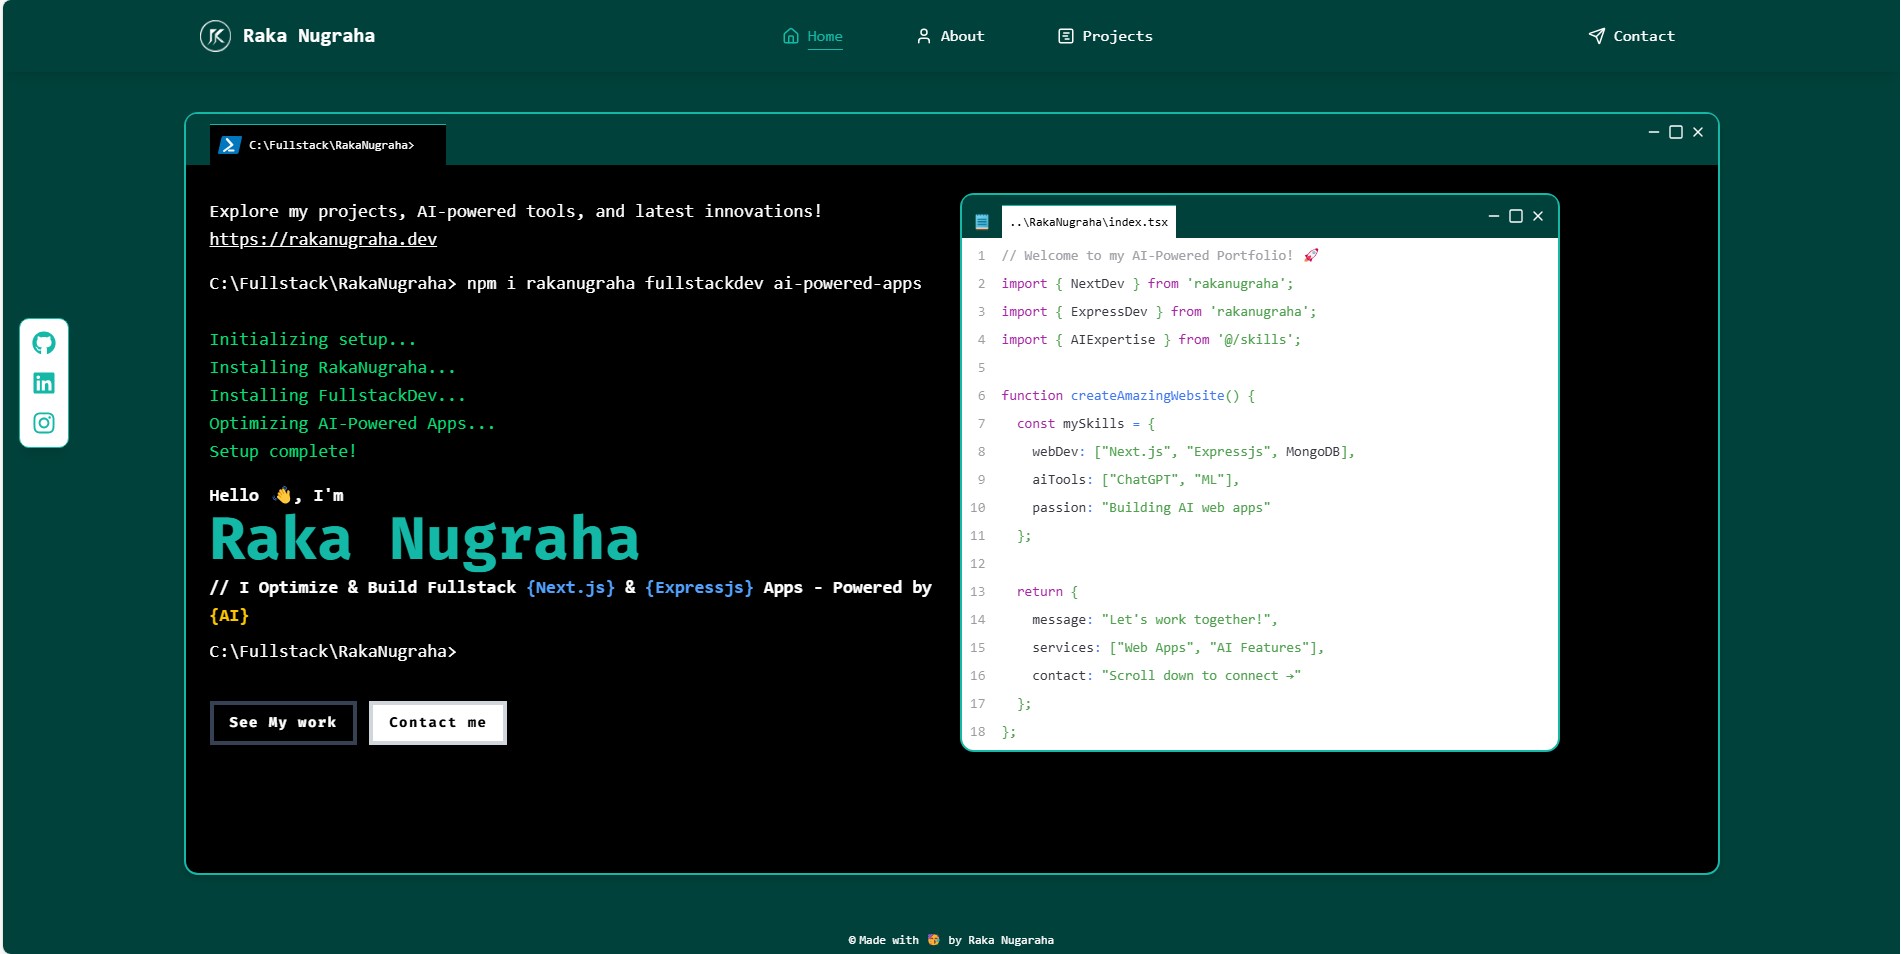 Raka Nugraha
Home
About
Projects
Contact
C:\Fullstack\RakaNugraha>
Explore my projects, AI-powered tools, and latest innovations!
https://rakanugraha.dev
C:\Fullstack\RakaNugraha> npm i rakanugraha fullstackdev ai-powered-apps
Initializing setup...
Installing RakaNugraha...
Installing FullstackDev...
Optimizing AI-Powered Apps...
Setup complete!
Hello 👋, I'm
Raka Nugraha
// I Optimize & Build Fullstack {Next.js} & {Expressjs} Apps - Powered by
{AI}
C:\Fullstack\RakaNugraha>
See My work
Contact me
..\RakaNugraha\index.tsx
1 // Welcome to my AI-Powered Portfolio! 🚀
2 import { NextDev } from 'rakanugraha';
3 import { ExpressDev } from 'rakanugraha';
4 import { AIExpertise } from '@/skills';
5
6 function createAmazingWebsite() {
7 const mySkills = {
8 webDev: ["Next.js", "Expressjs", MongoDB],
9 aiTools: ["ChatGPT", "ML"],
10 passion: "Building AI web apps"
11 };
12
13 return {
14 message: "Let's work together!",
15 services: ["Web Apps", "AI Features"],
16 contact: "Scroll down to connect →"
17 };
18 };
© Made with by Raka Nugaraha